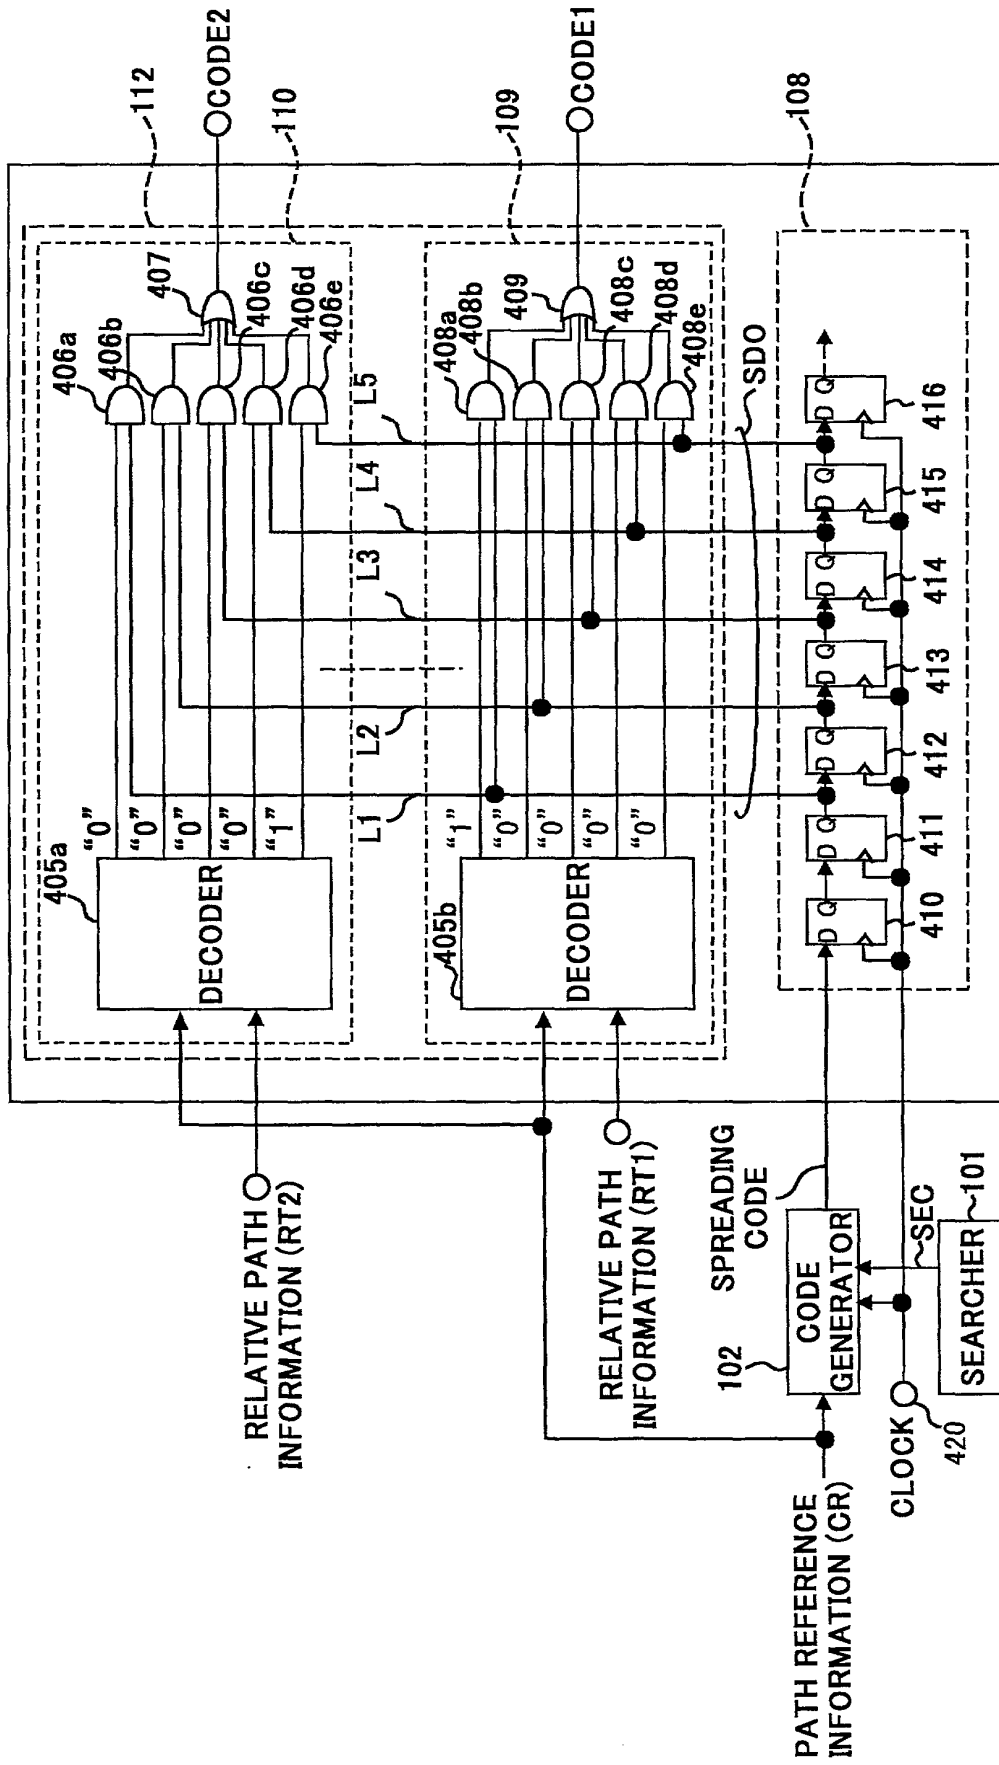 112
110
CODE2
407
406a
406b
406c
406d
406e
405a
DECODER
“0”
“0”
“0”
“0”
“1”
RELATIVE PATH
INFORMATION (RT2)
L1
L2
L3
L4
L5
109
CODE1
409
408a
408b
408c
408d
408e
405b
DECODER
“1”
“0”
“0”
“0”
“0”
RELATIVE PATH
INFORMATION (RT1)
SDO
108
D Q
D Q
D Q
D Q
D Q
D Q
D Q
410
411
412
413
414
415
416
SPREADING
CODE
102
CODE
GENERATOR
PATH REFERENCE
INFORMATION (CR)
CLOCK
420
SEC
SEARCHER
101